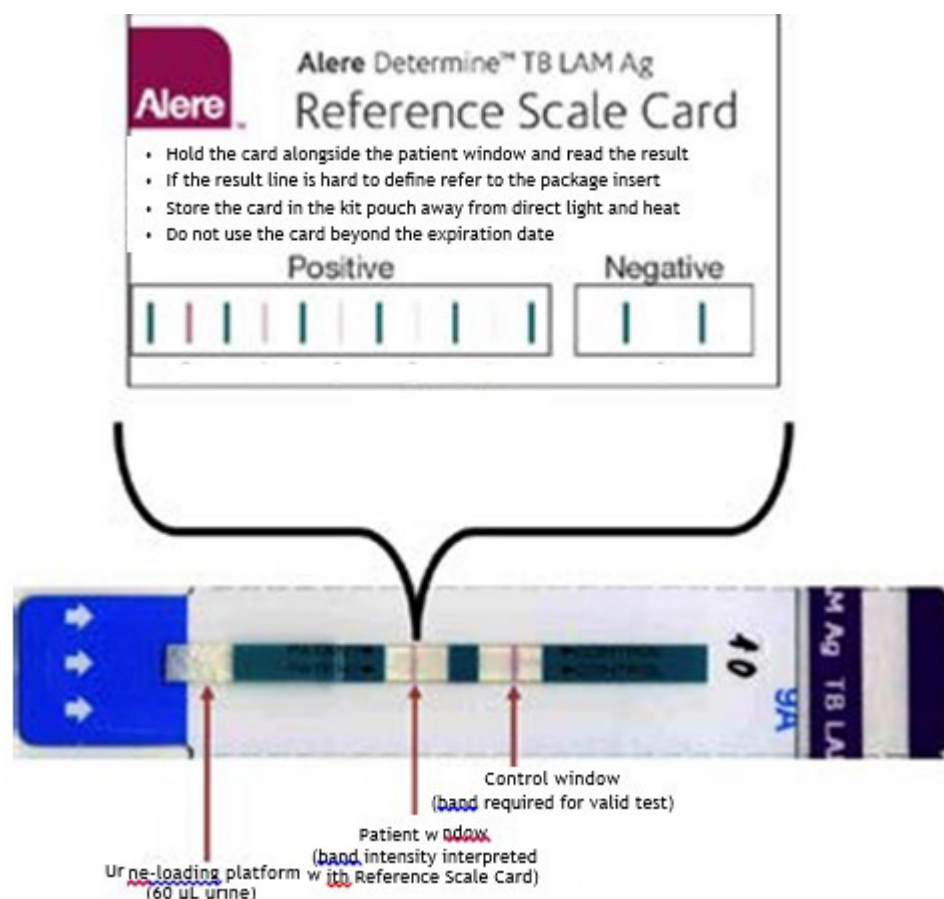 Alere
Alere Determine™ TB LAM Ag
Reference Scale Card
• Hold the card alongside the patient window and read the result
• If the result line is hard to define refer to the package insert
• Store the card in the kit pouch away from direct light and heat
• Do not use the card beyond the expiration date
Positive
Negative
PATIENT
CONTROL
40
9A
M Ag TB LA
Control window
(band required for valid test)
Patient w ndow
(band intensity interpreted
w ith Reference Scale Card)
Ur ne-loading platform
(60 uL urine)